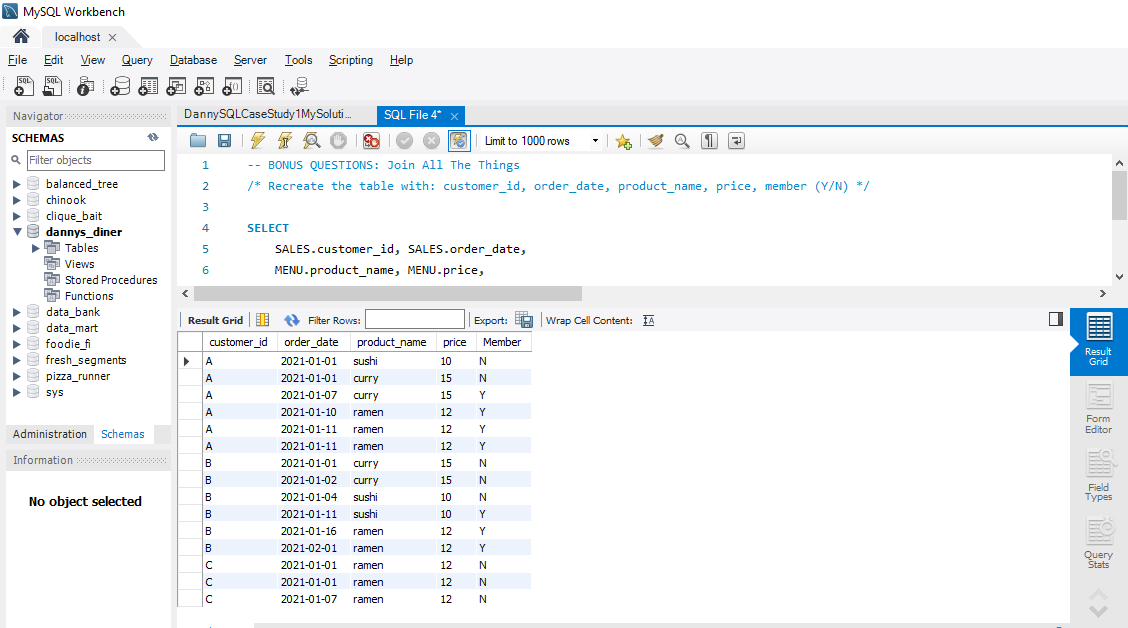 MySQL Workbench
localhost
File Edit View Query Database Server Tools Scripting Help
Navigator
SCHEMAS
Filter objects
balanced_tree
chinook
clique_bait
dannys_diner
Tables
Views
Stored Procedures
Functions
data_bank
data_mart
foodie_fi
fresh_segments
pizza_runner
sys
Administration Schemas
Information
No object selected
DannySQLCaseStudy1MySoluti... SQL File 4*
Limit to 1000 rows
1 -- BONUS QUESTIONS: Join All The Things
2 /* Recreate the table with: customer_id, order_date, product_name, price, member (Y/N) */
3
4 SELECT
5 SALES.customer_id, SALES.order_date,
6 MENU.product_name, MENU.price,
Result Grid Filter Rows: Export: Wrap Cell Content:
customer_id order_date product_name price Member
A 2021-01-01 sushi 10 N
A 2021-01-01 curry 15 N
A 2021-01-07 curry 15 Y
A 2021-01-10 ramen 12 Y
A 2021-01-11 ramen 12 Y
A 2021-01-11 ramen 12 Y
B 2021-01-01 curry 15 N
B 2021-01-02 curry 15 N
B 2021-01-04 sushi 10 N
B 2021-01-11 sushi 10 Y
B 2021-01-16 ramen 12 Y
B 2021-02-01 ramen 12 Y
C 2021-01-01 ramen 12 N
C 2021-01-01 ramen 12 N
C 2021-01-07 ramen 12 N
Result
Grid
Form
Editor
Field
Types
Query
Stats